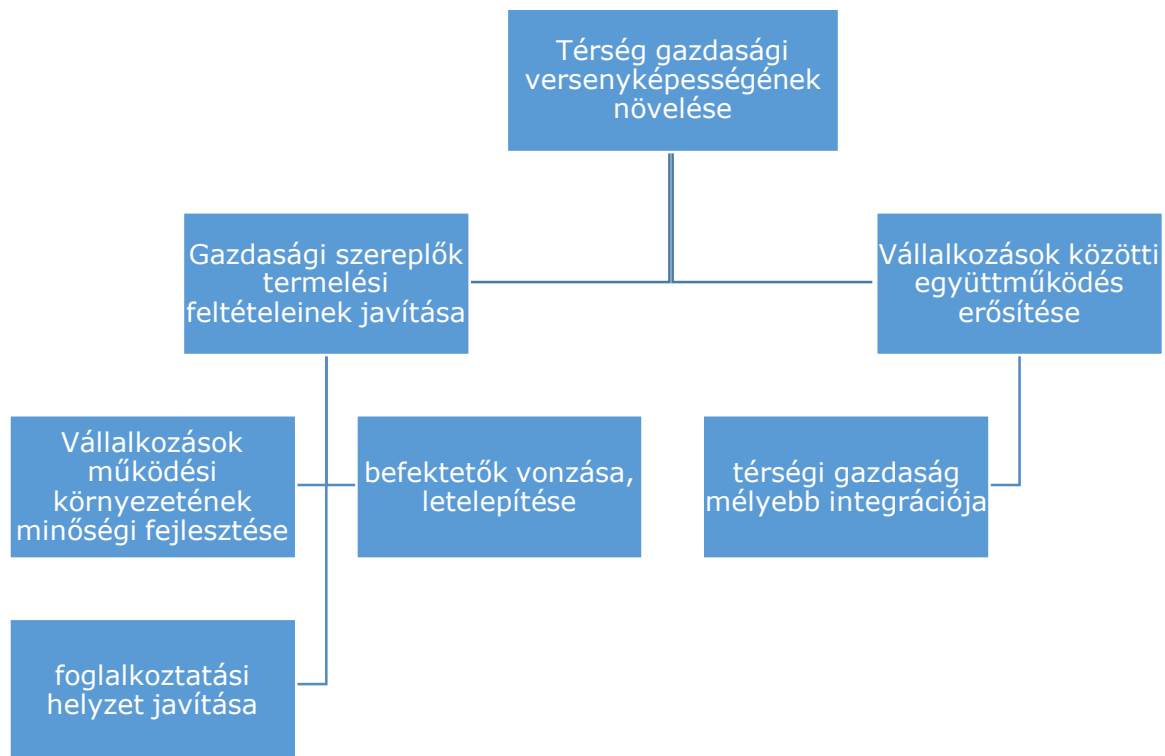 Térség gazdasági
versenyképességének
növelése
Gazdasági szereplők
termelési
feltételeinek javítása
Vállalkozások közötti
együttműködés
erősítése
Vállalkozások
működési
környezetének
minőségi fejlesztése
befektetők vonzása,
letelepítése
térségi gazdaság
mélyebb integrációja
foglalkoztatási
helyzet javítása